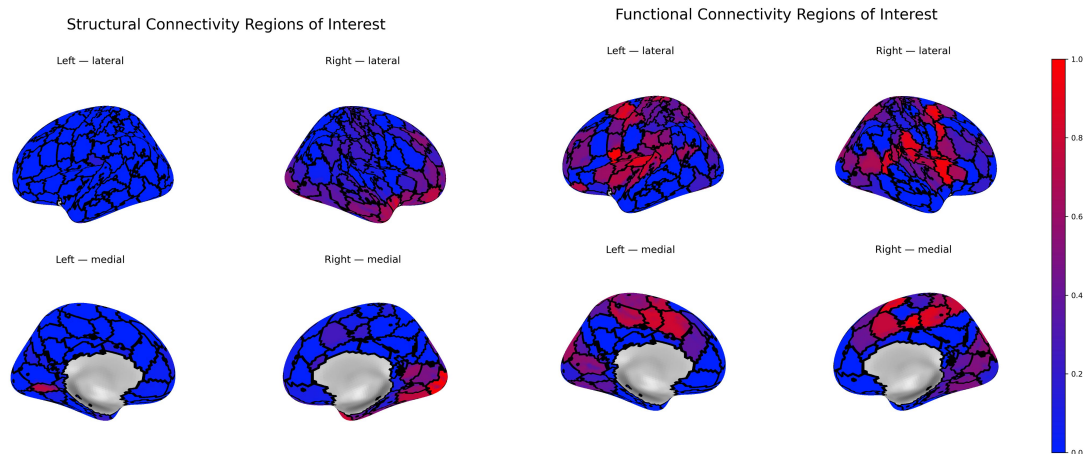 Structural Connectivity Regions of Interest
Left — lateral
Right — lateral
Left — medial
Right — medial
Functional Connectivity Regions of Interest
Left — lateral
Right — lateral
Left — medial
Right — medial
1.0
0.8
0.6
0.4
0.2
0.0